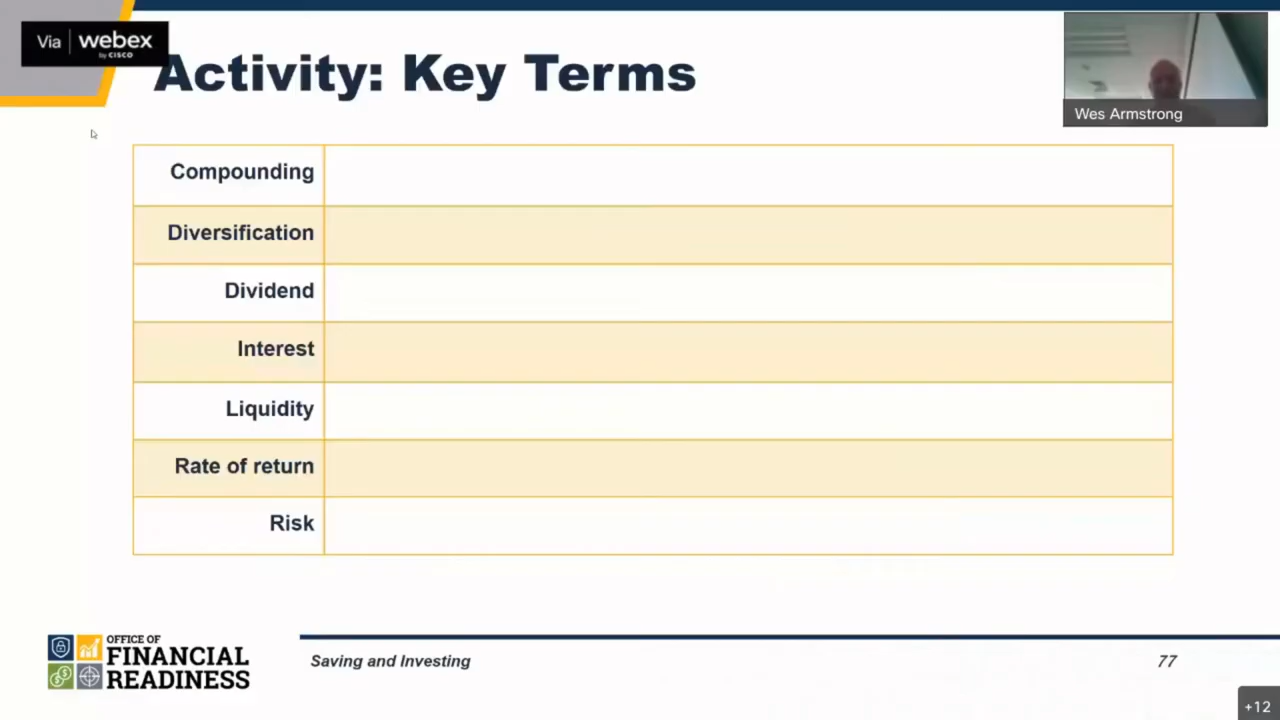 Via webex
by CISCO
Activity: Key Terms
Wes Armstrong
Compounding
Diversification
Dividend
Interest
Liquidity
Rate of return
Risk
OFFICE OF
FINANCIAL
READINESS
Saving and Investing
77
+12